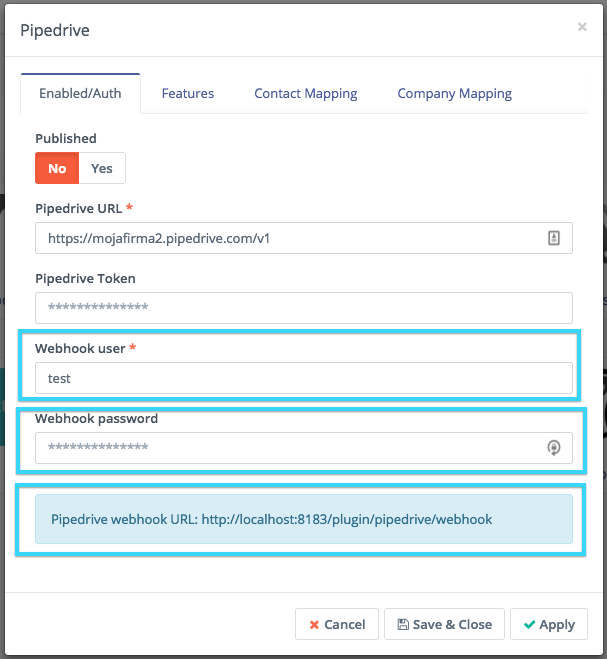 Pipedrive ×
Enabled/Auth Features Contact Mapping Company Mapping
Published
No Yes
Pipedrive URL *
https://mojafirma2.pipedrive.com/v1
Pipedrive Token
**************
Webhook user *
test
Webhook password
**************
Pipedrive webhook URL: http://localhost:8183/plugin/pipedrive/webhook
Cancel Save & Close Apply